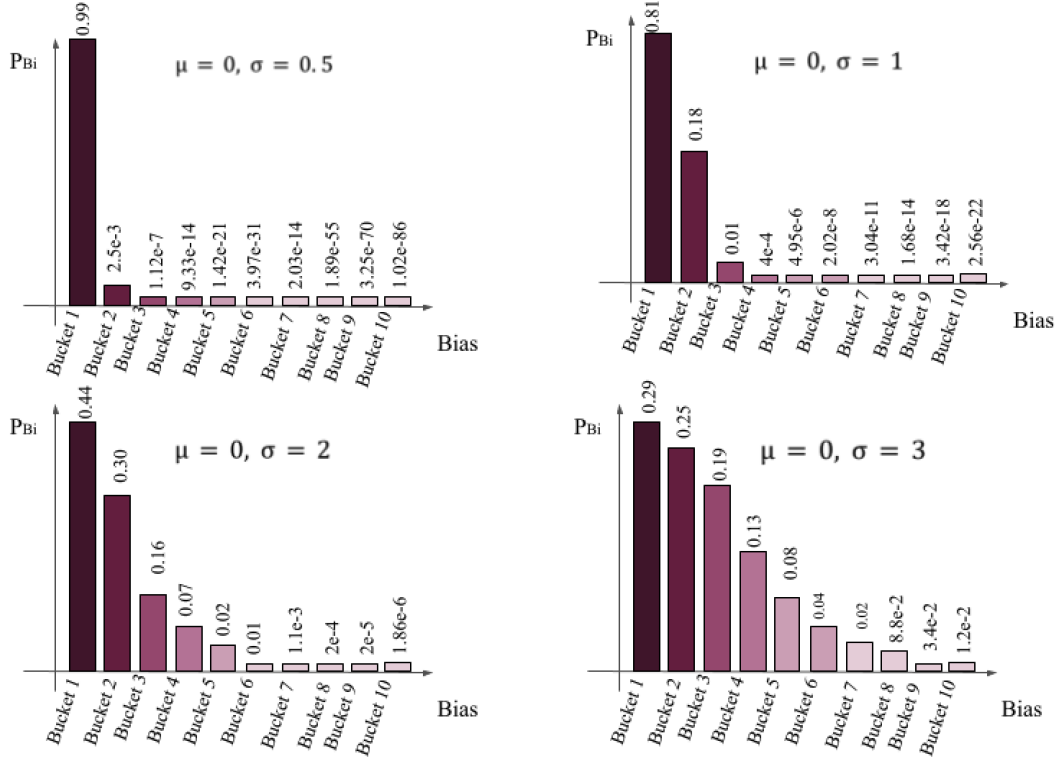 PBi
μ = 0, σ = 0.5
0.99
2.5e-3
1.12e-7
9.33e-14
1.42e-21
3.97e-31
2.03e-14
1.89e-55
3.25e-70
1.02e-86
Bucket 1
Bucket 2
Bucket 3
Bucket 4
Bucket 5
Bucket 6
Bucket 7
Bucket 8
Bucket 9
Bucket 10
Bias
PBi
μ = 0, σ = 1
0.81
0.18
0.01
4e-4
4.95e-6
2.02e-8
3.04e-11
1.68e-14
3.42e-18
2.56e-22
Bucket 1
Bucket 2
Bucket 3
Bucket 4
Bucket 5
Bucket 6
Bucket 7
Bucket 8
Bucket 9
Bucket 10
Bias
PBi
μ = 0, σ = 2
0.44
0.30
0.16
0.07
0.02
0.01
1.1e-3
2e-4
2e-5
1.86e-6
Bucket 1
Bucket 2
Bucket 3
Bucket 4
Bucket 5
Bucket 6
Bucket 7
Bucket 8
Bucket 9
Bucket 10
Bias
PBi
μ = 0, σ = 3
0.29
0.25
0.19
0.13
0.08
0.04
0.02
8.8e-2
3.4e-2
1.2e-2
Bucket 1
Bucket 2
Bucket 3
Bucket 4
Bucket 5
Bucket 6
Bucket 7
Bucket 8
Bucket 9
Bucket 10
Bias